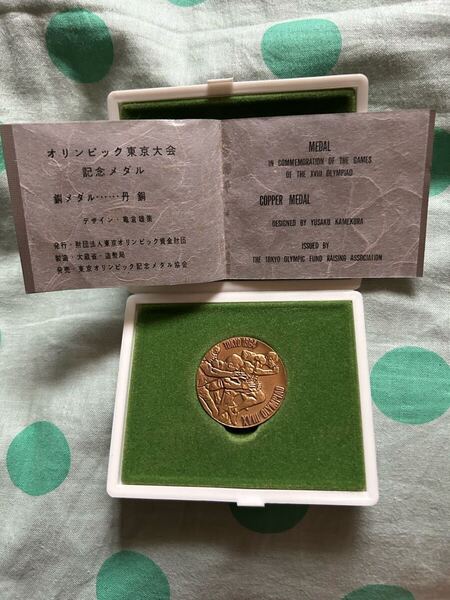 オリンピック東京大会
記念メダル
銅メダル……丹銅
デザイン・亀倉雄策
発行・財団法人東京オリンピック資金財団
製造・大蔵省・造幣局
発売・東京オリンピック記念メダル協会
MEDAL
IN COMMEMORATION OF THE GAMES
OF THE XVIII OLYMPIAD
COPPER MEDAL
DESIGNED BY YUSAKU KAMEKURA
ISSUED BY
THE TOKYO OLYMPIC FUND RAISING ASSOCIATION
TOKYO 1964
XVIII OLYMPIAD